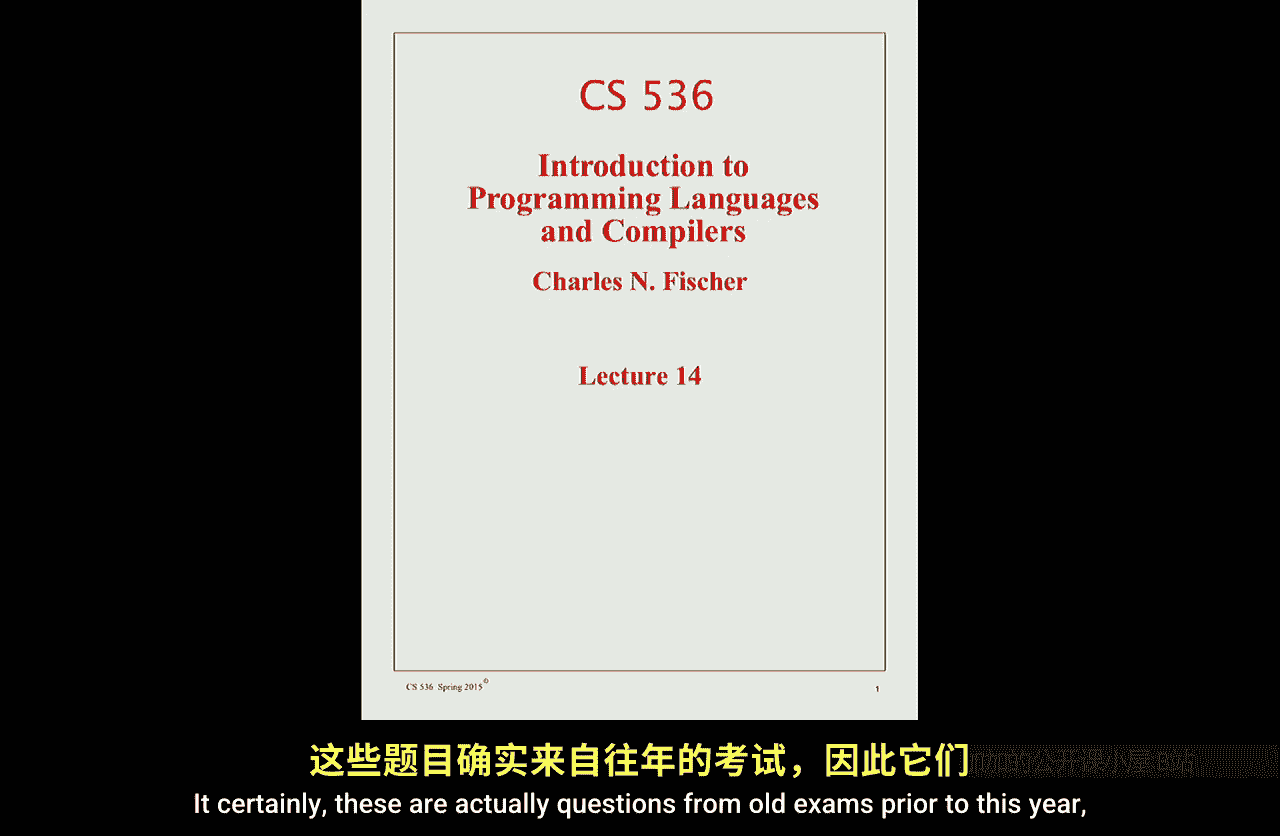 CS 536
Introduction to
Programming Languages
and Compilers
Charles N. Fischer
Lecture 14
CS 536 Spring 2015©
1
这些题目确实来自往年的考试，因此它们
It certainly, these are actually questions from old exams prior to this year,